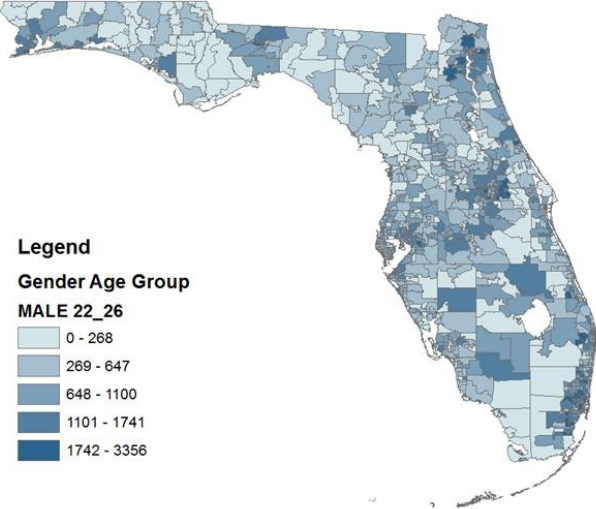 Legend
Gender Age Group
MALE 22_26
0 - 268
269 - 647
648 - 1100
1101 - 1741
1742 - 3356